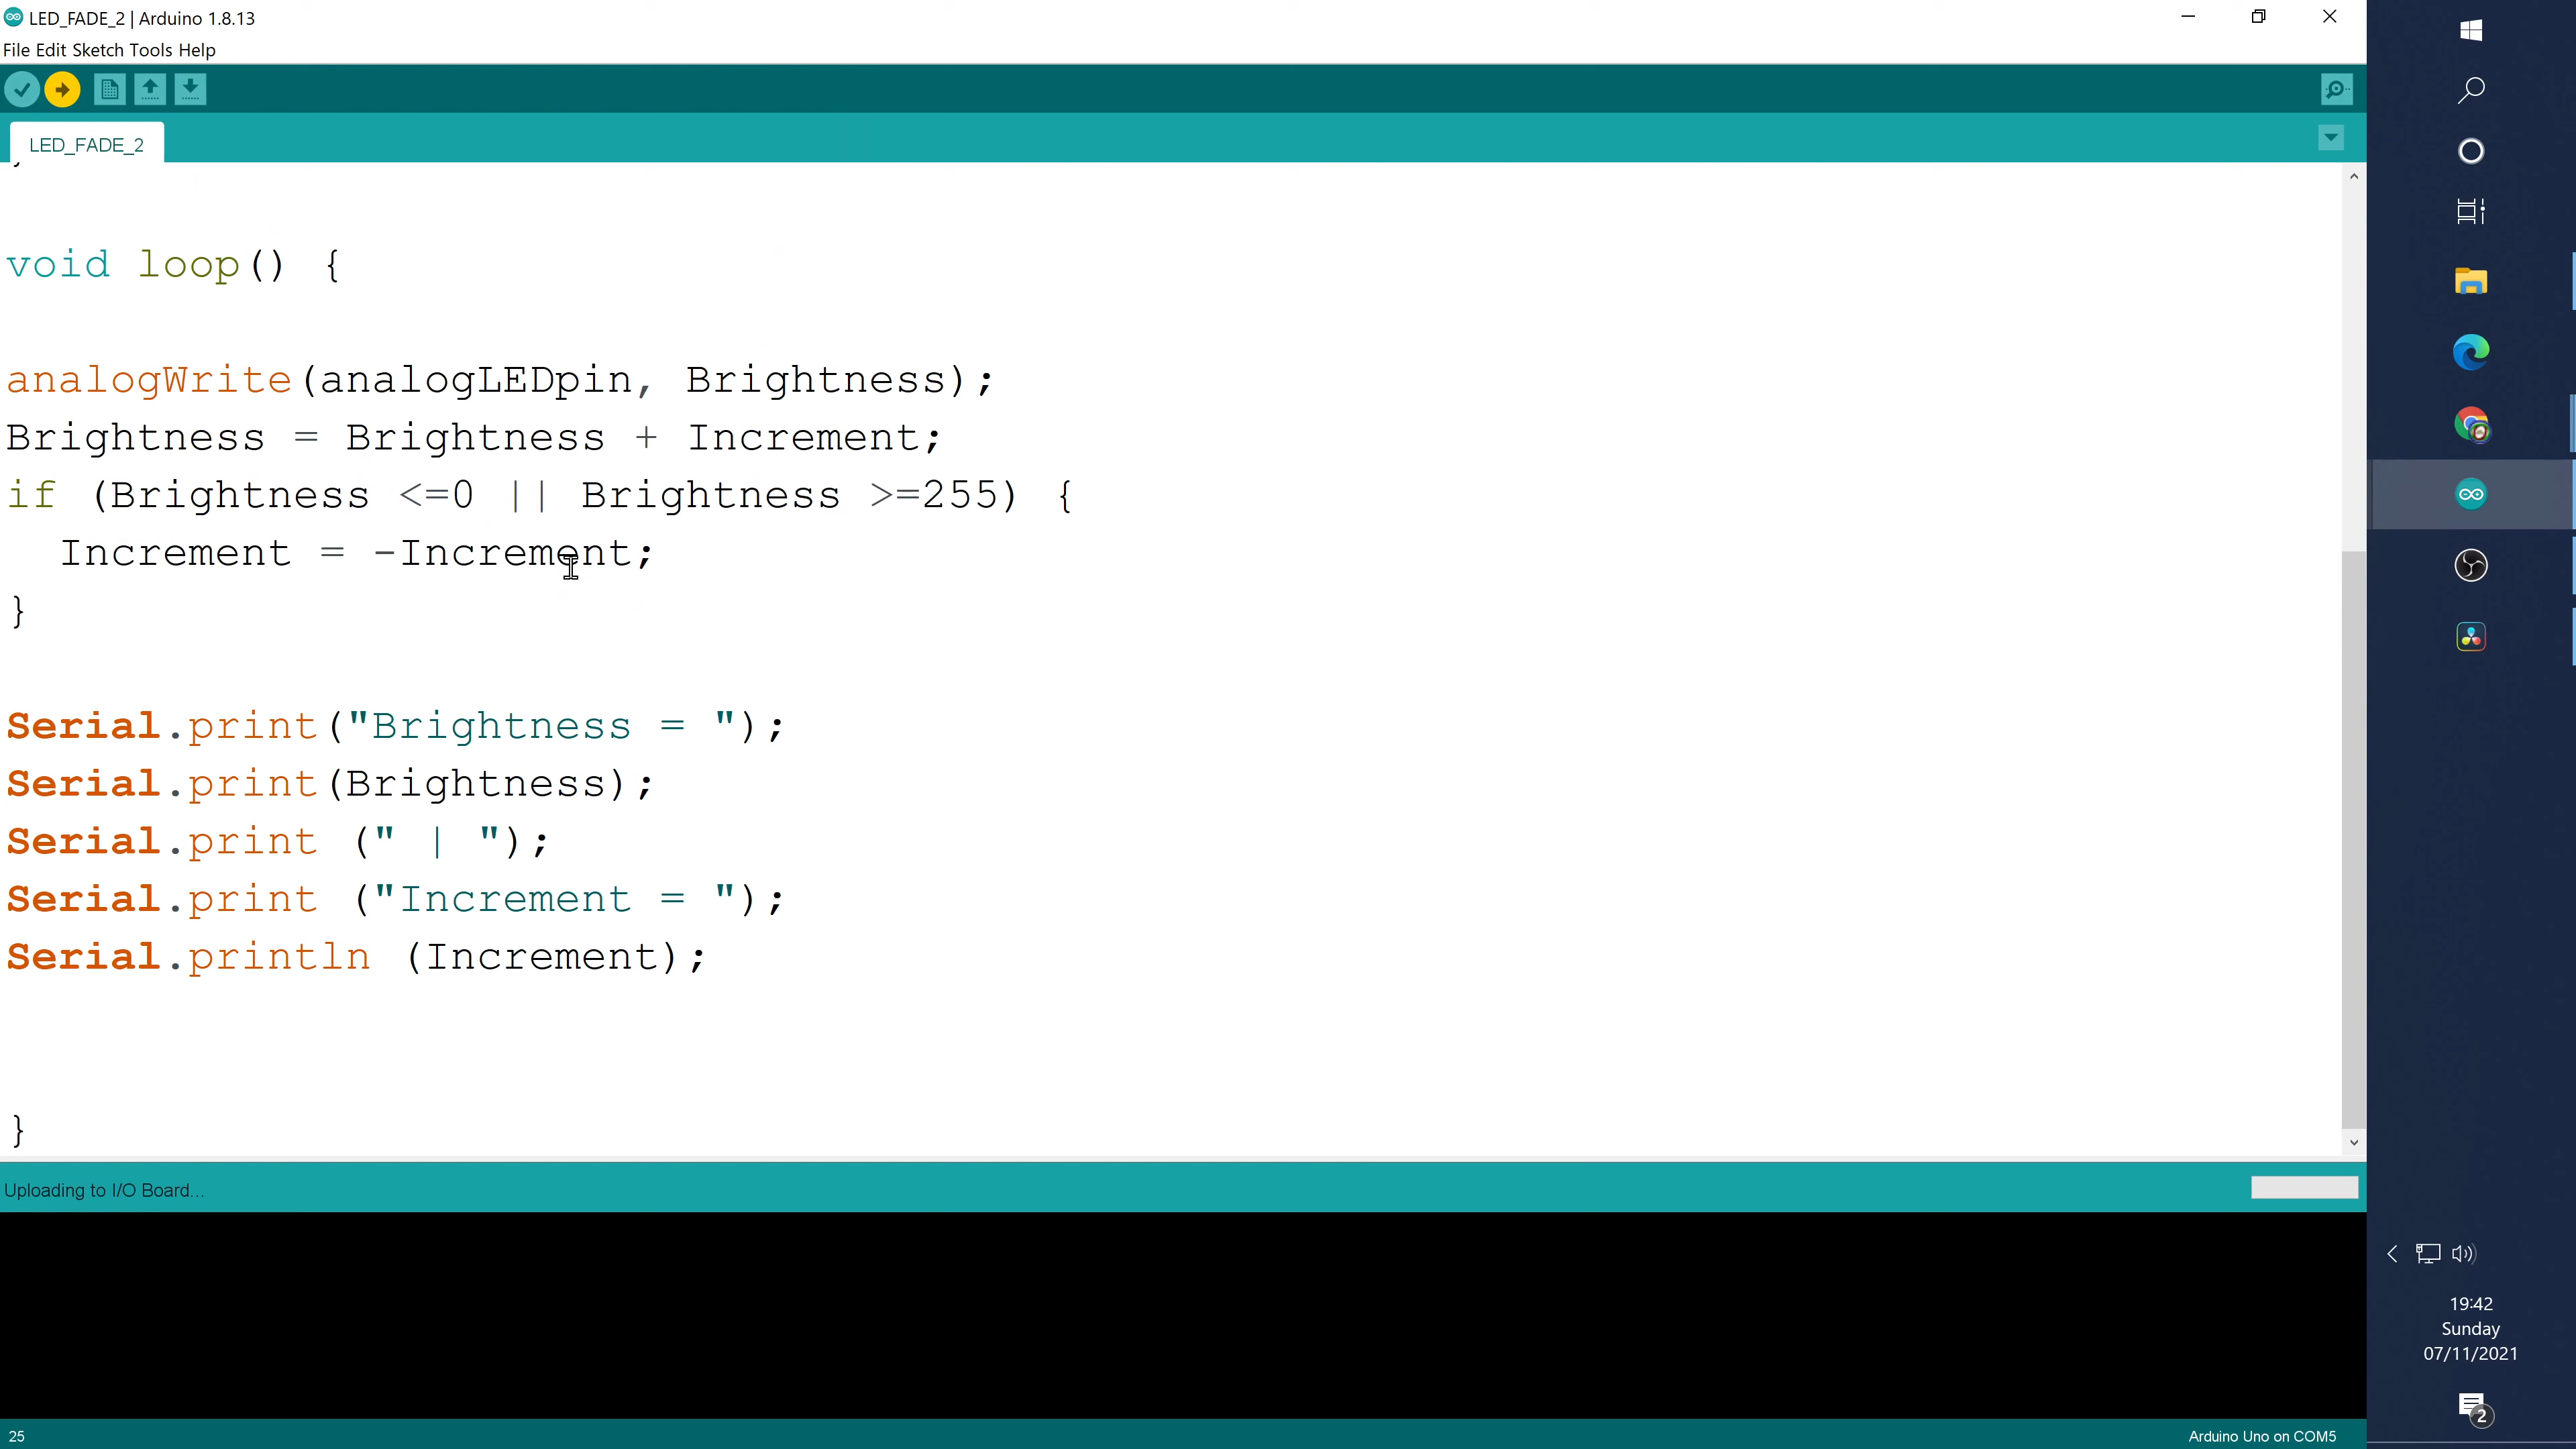 LED_FADE_2 | Arduino 1.8.13
File Edit Sketch Tools Help
LED_FADE_2
}
void loop() {
analogWrite(analogLEDpin, Brightness);
Brightness = Brightness + Increment;
if (Brightness <=0 || Brightness >=255) {
Increment = -Increment;
}
Serial.print("Brightness = ");
Serial.print(Brightness);
Serial.print (" | ");
Serial.print ("Increment = ");
Serial.println (Increment);
}
Uploading to I/O Board...
25
Arduino Uno on COM5
19:42
Sunday
07/11/2021
2